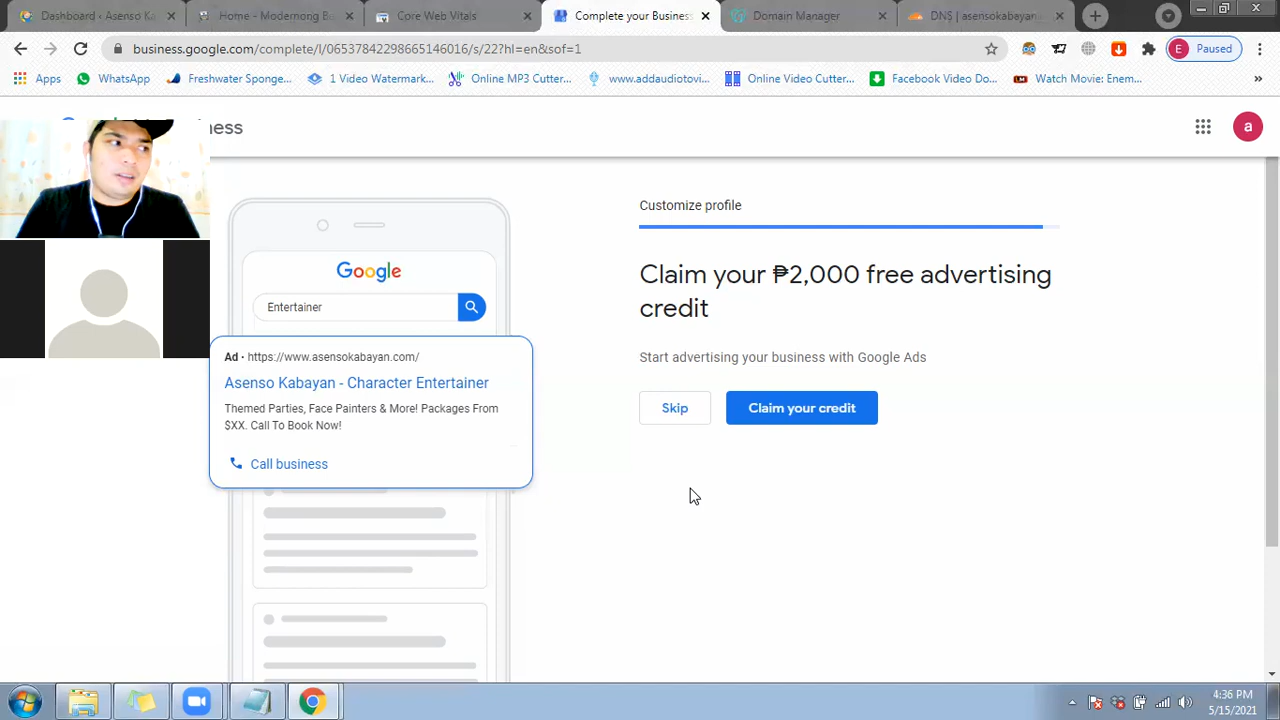 Dashboard ‹ Asenso Ka
Home - Modernong B
Core Web Vitals
Complete your Business
Domain Manager
DNS | asensokabayan
business.google.com/complete/l/06537842298665146016/s/22?hl=en&sof=1
E
Paused
Apps
WhatsApp
Freshwater Sponge...
1 Video Watermark...
Online MP3 Cutter...
www.addaudiotovi...
Online Video Cutter...
Facebook Video Do...
Watch Movie: Enem...
»
ness
a
Customize profile
Claim your ₱2,000 free advertising
credit
Start advertising your business with Google Ads
Skip
Claim your credit
Google
Entertainer
Ad · https://www.asensokabayan.com/
Asenso Kabayan - Character Entertainer
Themed Parties, Face Painters & More! Packages From
$XX. Call To Book Now!
Call business
4:36 PM
5/15/2021